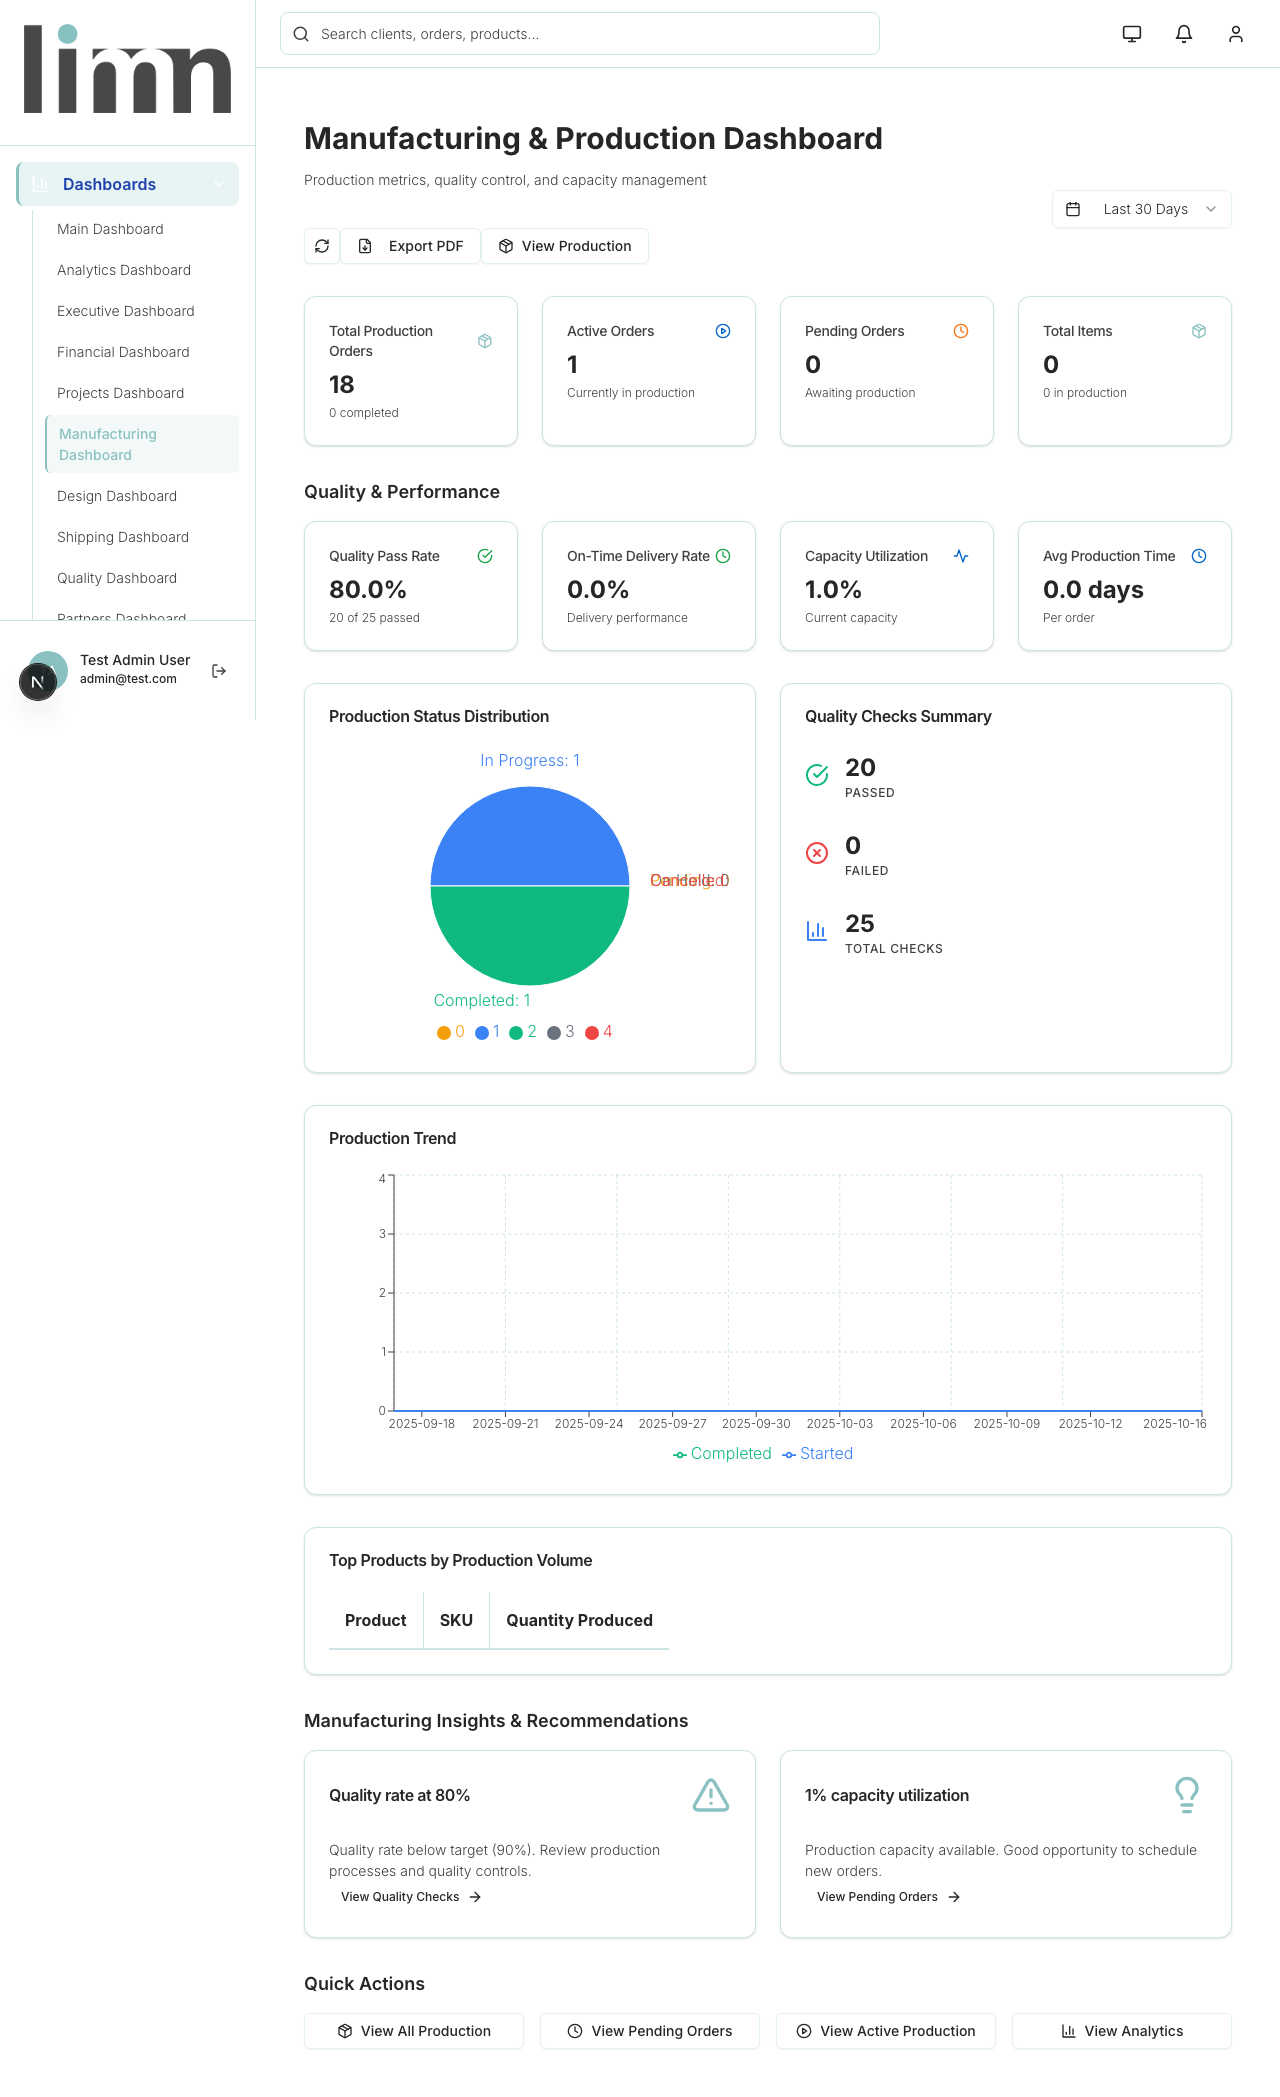 limn
Search clients, orders, products...
Dashboards
Main Dashboard
Analytics Dashboard
Executive Dashboard
Financial Dashboard
Projects Dashboard
Manufacturing
Dashboard
Design Dashboard
Shipping Dashboard
Quality Dashboard
Partners Dashboard
Test Admin User
admin@test.com
N
Manufacturing & Production Dashboard
Production metrics, quality control, and capacity management
Last 30 Days
Export PDF
View Production
Total Production
Orders
18
0 completed
Active Orders
1
Currently in production
Pending Orders
0
Awaiting production
Total Items
0
0 in production
Quality & Performance
Quality Pass Rate
80.0%
20 of 25 passed
On-Time Delivery Rate
0.0%
Delivery performance
Capacity Utilization
1.0%
Current capacity
Avg Production Time
0.0 days
Per order
Production Status Distribution
In Progress: 1
Completed: 1
0 1 2 3 4
Quality Checks Summary
20
PASSED
0
FAILED
25
TOTAL CHECKS
Production Trend
4
3
2
1
0
2025-09-18 2025-09-21 2025-09-24 2025-09-27 2025-09-30 2025-10-03 2025-10-06 2025-10-09 2025-10-12 2025-10-16
Completed Started
Top Products by Production Volume
Product SKU Quantity Produced
Manufacturing Insights & Recommendations
Quality rate at 80%
Quality rate below target (90%). Review production
processes and quality controls.
View Quality Checks
1% capacity utilization
Production capacity available. Good opportunity to schedule
new orders.
View Pending Orders
Quick Actions
View All Production
View Pending Orders
View Active Production
View Analytics